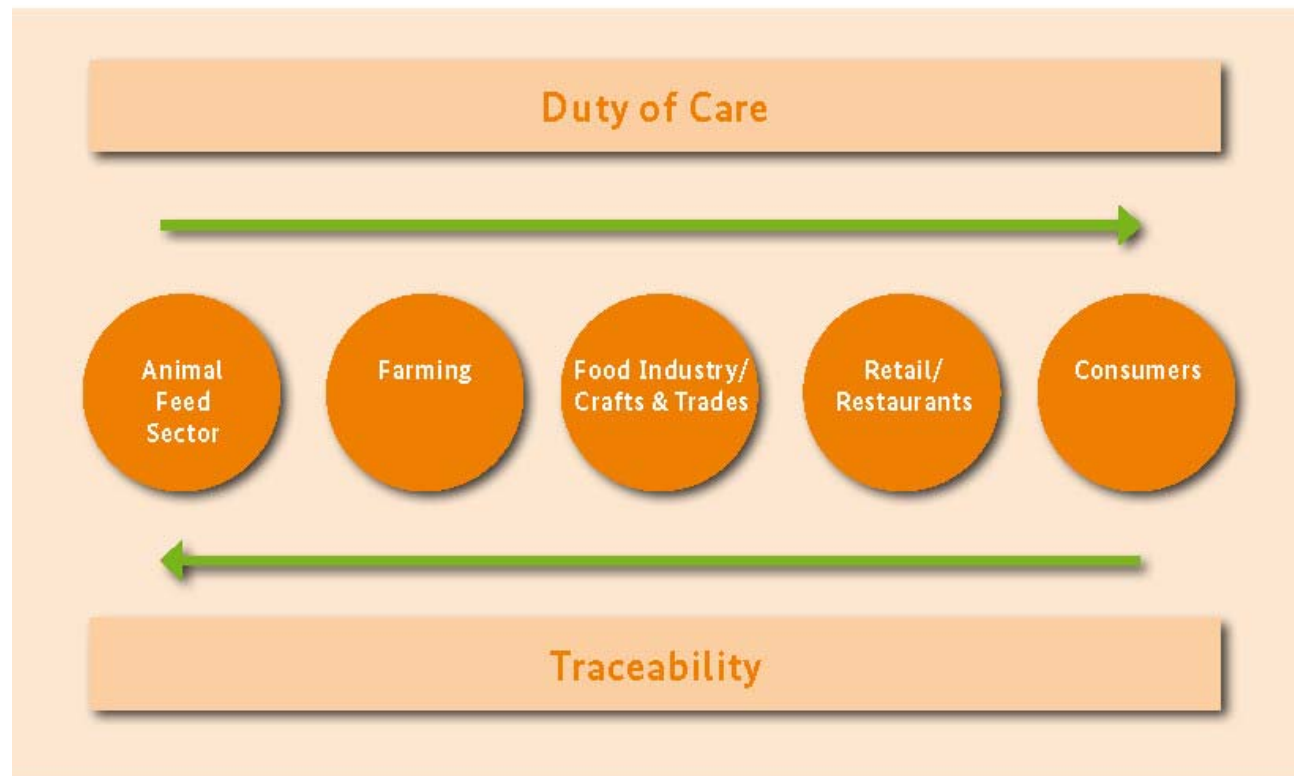 Duty of Care
Animal
Feed
Sector
Farming
Food Industry/
Crafts & Trades
Retail/
Restaurants
Consumers
Traceability